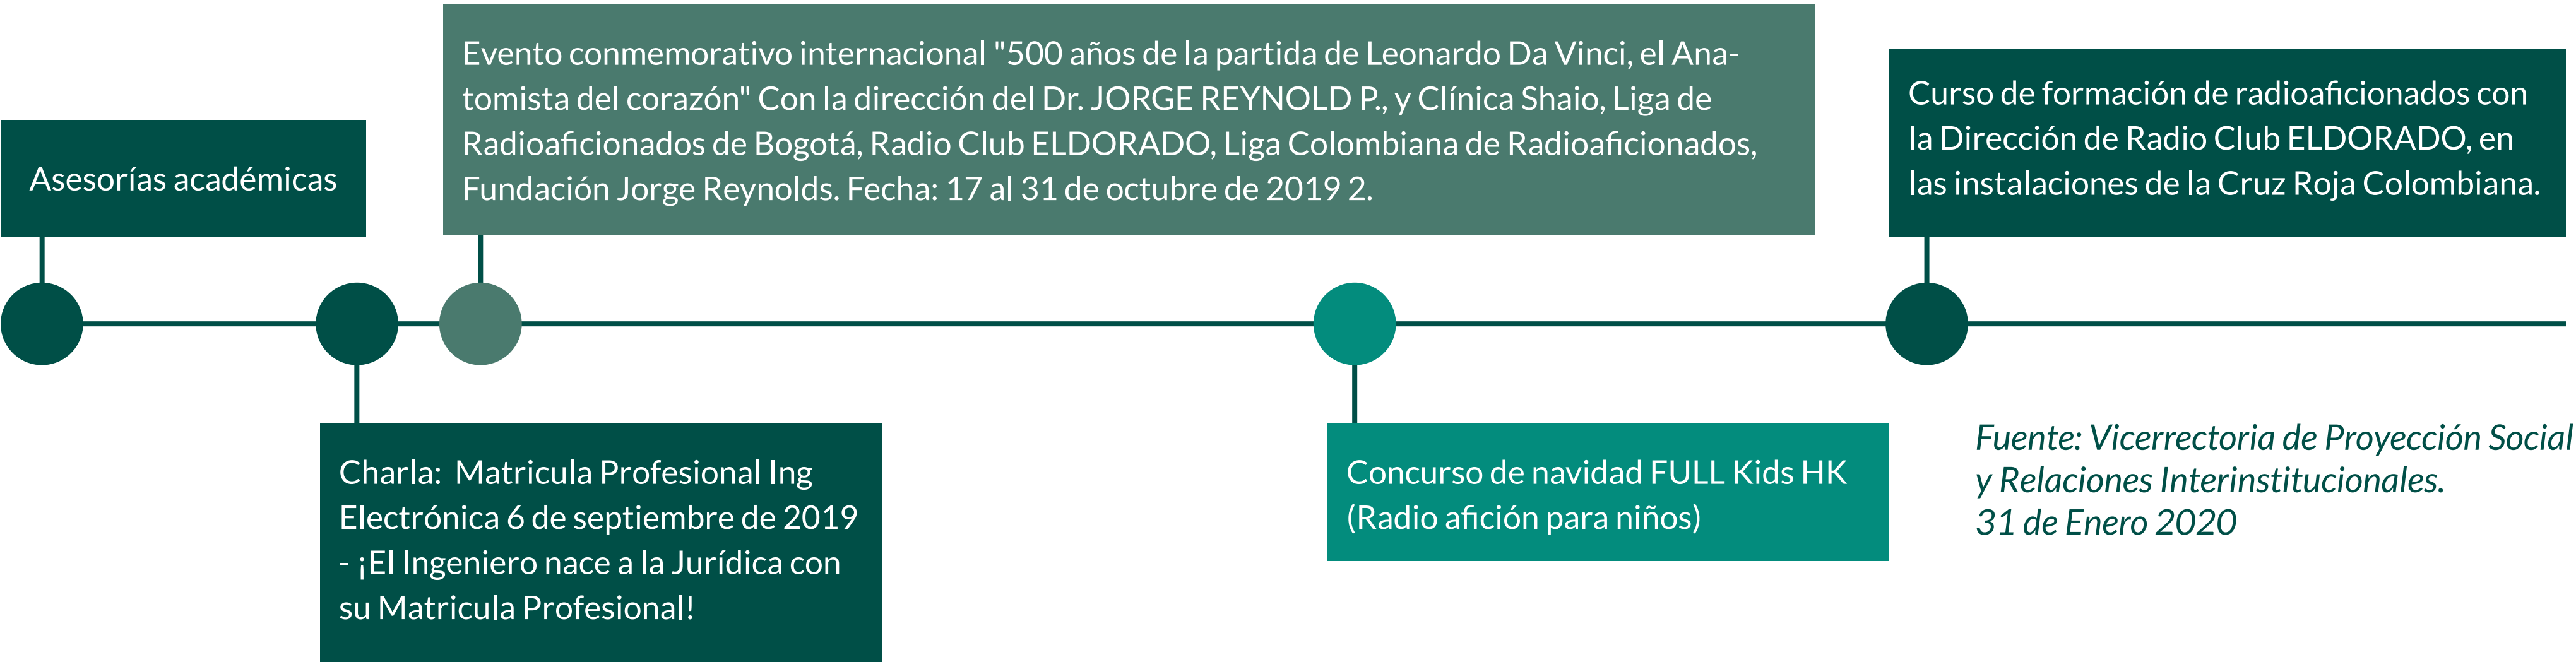 Asesorías académicas
Charla:  Matricula Profesional Ing
Electrónica 6 de septiembre de 2019
- ¡El Ingeniero nace a la Jurídica con
su Matricula Profesional!
Evento conmemorativo internacional "500 años de la partida de Leonardo Da Vinci, el Ana-
tomista del corazón" Con la dirección del Dr. JORGE REYNOLD P., y Clínica Shaio, Liga de
Radioaficionados de Bogotá, Radio Club ELDORADO, Liga Colombiana de Radioaficionados,
Fundación Jorge Reynolds. Fecha: 17 al 31 de octubre de 2019 2.
Concurso de navidad FULL Kids HK
(Radio afición para niños)
Curso de formación de radioaficionados con
la Dirección de Radio Club ELDORADO, en
las instalaciones de la Cruz Roja Colombiana.
Fuente: Vicerrectoria de Proyección Social
y Relaciones Interinstitucionales.
31 de Enero 2020